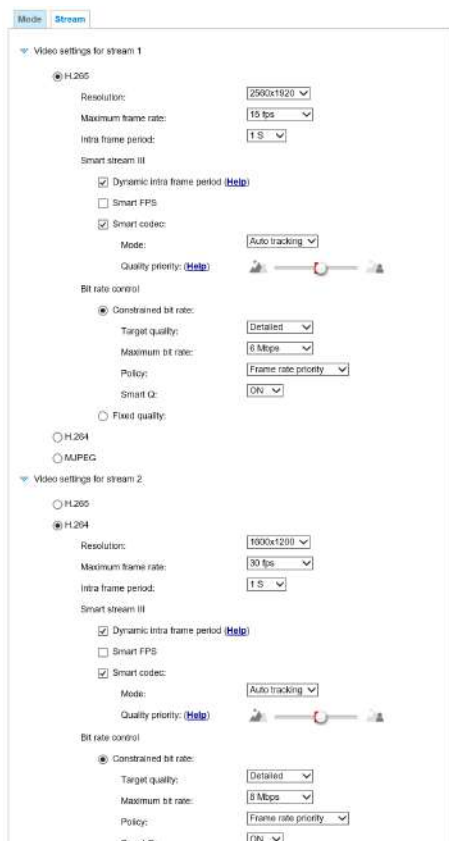 Mode Stream
Video settings for stream 1
H.265
Resolution: 2560x1920
Maximum frame rate: 15 fps
Intra frame period: 1 S
Smart stream III
Dynamic intra frame period (Help)
Smart FPS
Smart codec:
Mode: Auto tracking
Quality priority: (Help)
Bit rate control
Constrained bit rate:
Target quality: Detailed
Maximum bit rate: 6 Mbps
Policy: Frame rate priority
Smart Q: ON
Fixed quality:
H.264
MJPEG
Video settings for stream 2
H.265
H.264
Resolution: 1600x1200
Maximum frame rate: 30 fps
Intra frame period: 1 S
Smart stream III
Dynamic intra frame period (Help)
Smart FPS
Smart codec:
Mode: Auto tracking
Quality priority: (Help)
Bit rate control
Constrained bit rate:
Target quality: Detailed
Maximum bit rate: 8 Mbps
Policy: Frame rate priority
ON